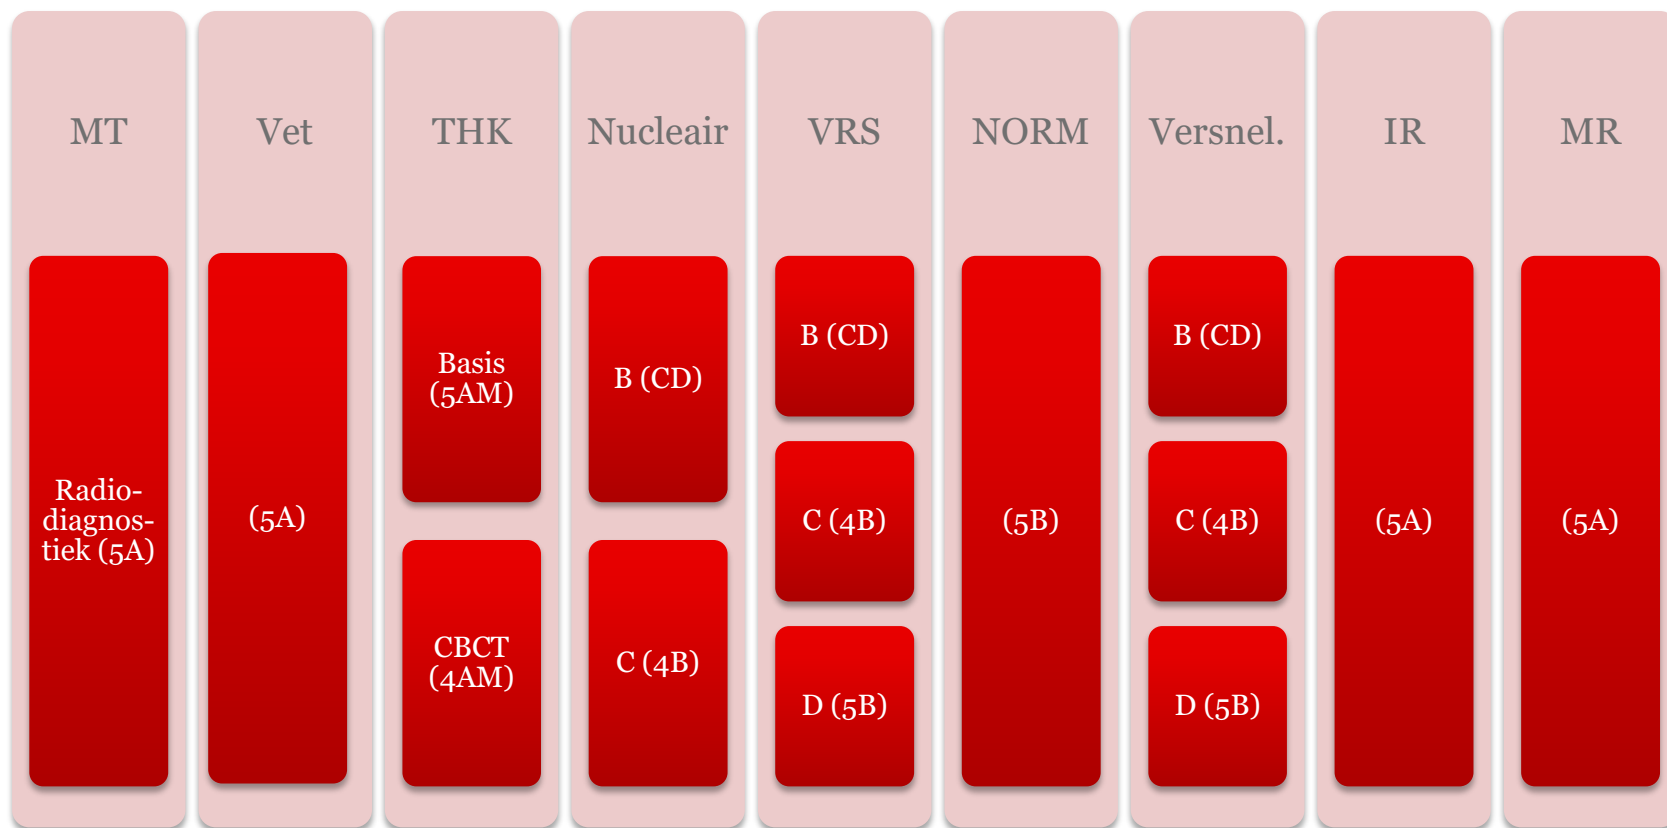 MT
Vet
THK
Nucleair
VRS
NORM
Versnel.
IR
MR
Radio-
diagnos-
tiek (5A)
(5A)
Basis
(5AM)
CBCT
(4AM)
B (CD)
C (4B)
B (CD)
C (4B)
D (5B)
(5B)
B (CD)
C (4B)
D (5B)
(5A)
(5A)